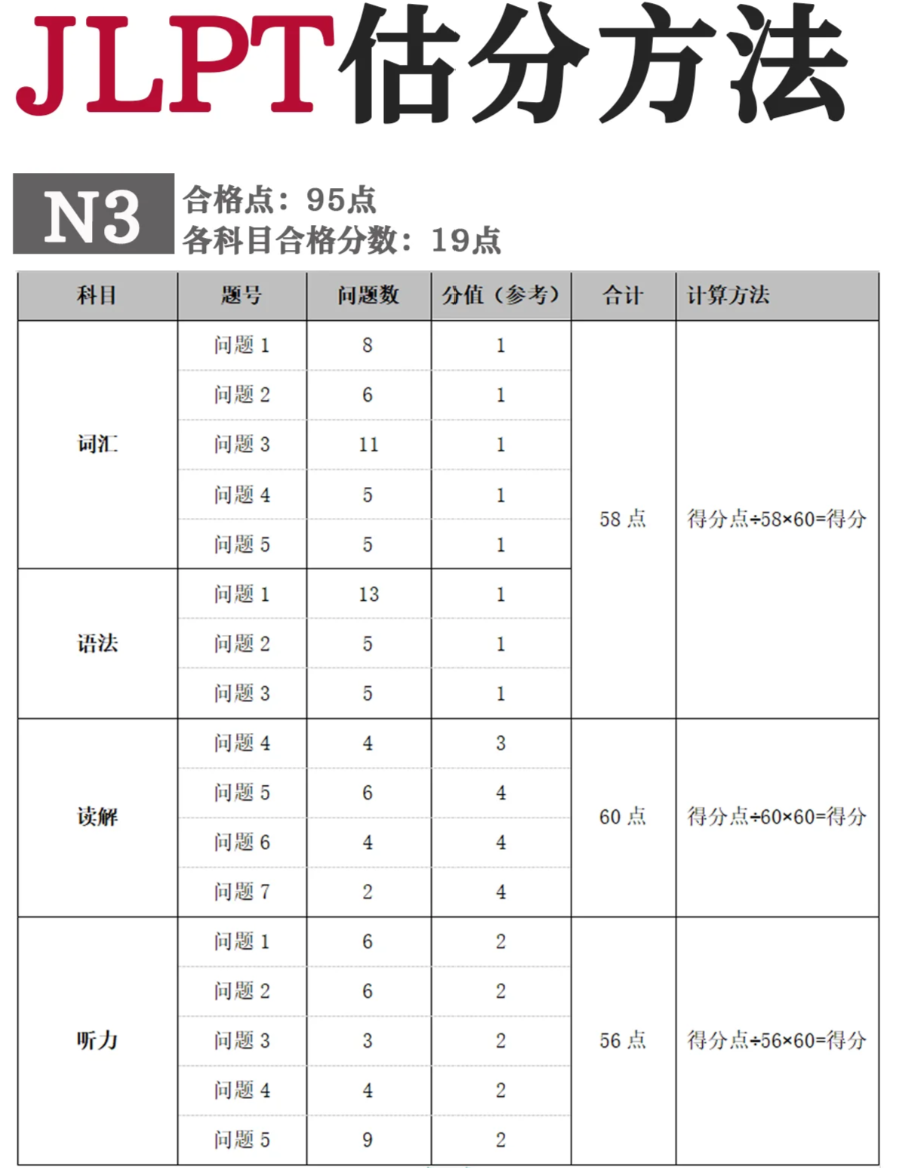 JLPT估分方法
N3
合格点：95点
各科目合格分数：19点
科目 题号 问题数 分值（参考） 合计 计算方法
词汇 问题1 8 1 58点 得分点÷58×60=得分
问题2 6 1
问题3 11 1
问题4 5 1
问题5 5 1
语法 问题1 13 1
问题2 5 1
问题3 5 1
读解 问题4 4 3 60点 得分点÷60×60=得分
问题5 6 4
问题6 4 4
问题7 2 4
听力 问题1 6 2 56点 得分点÷56×60=得分
问题2 6 2
问题3 3 2
问题4 4 2
问题5 9 2